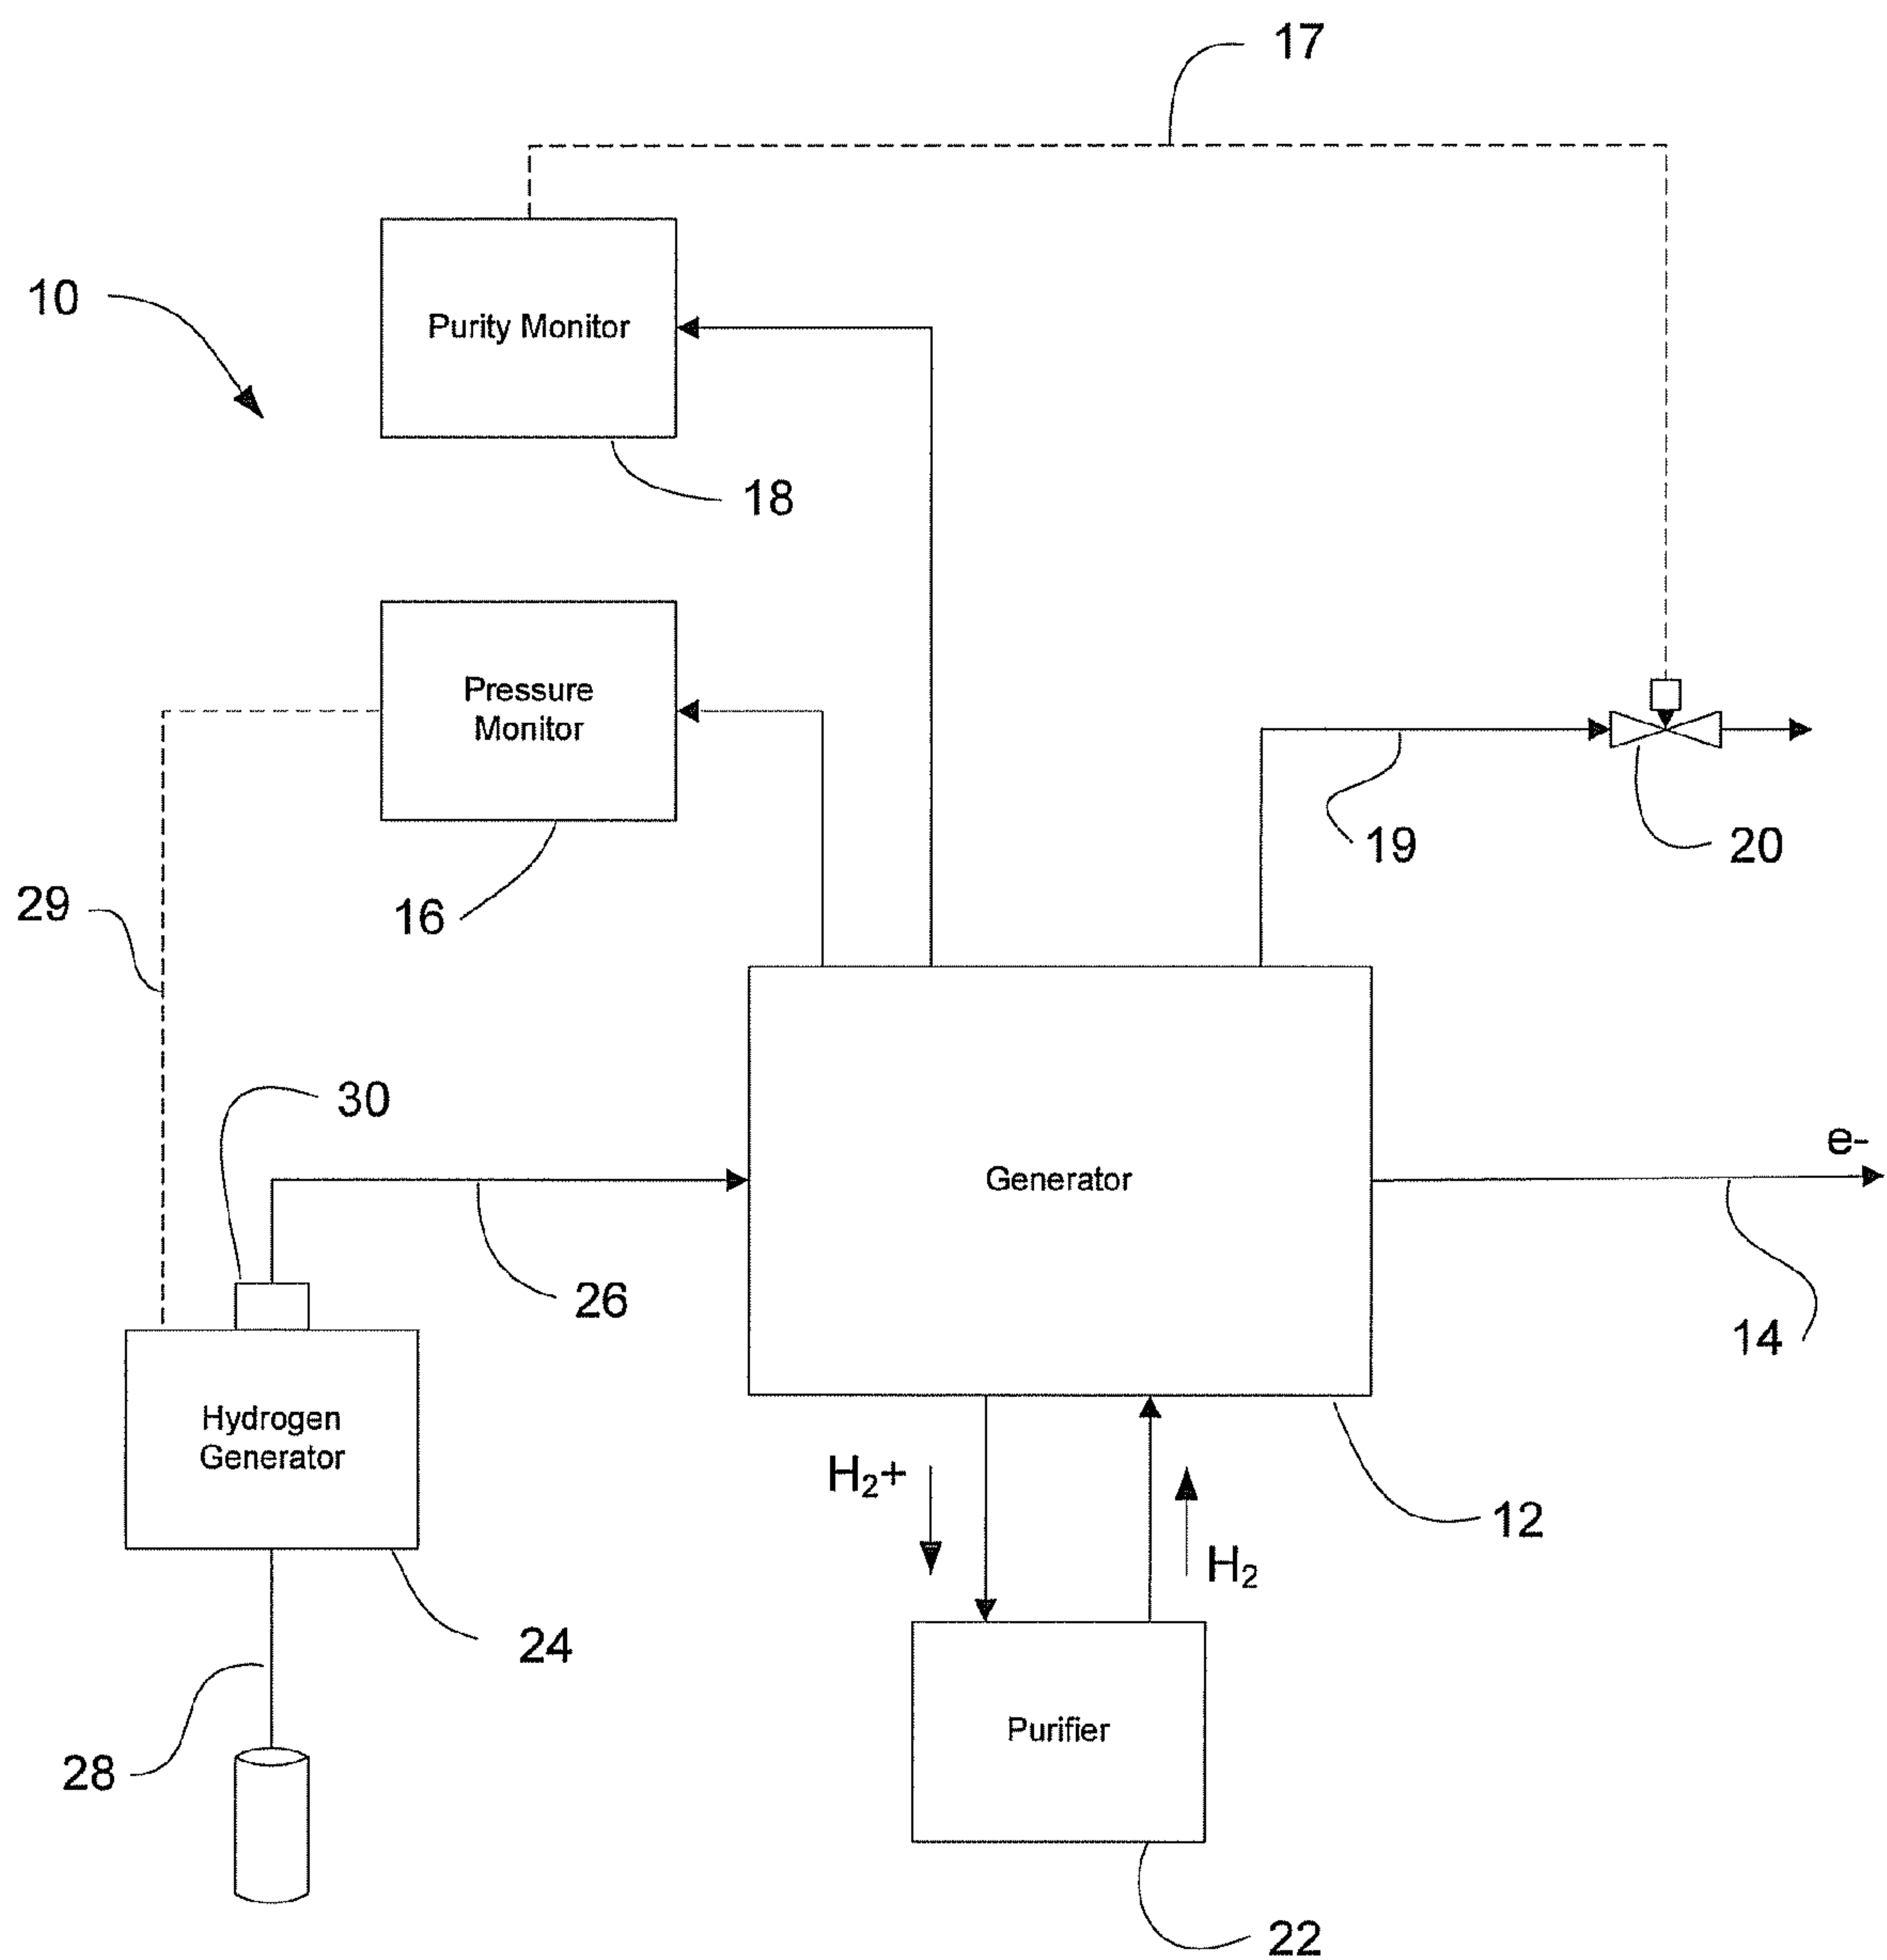 17
10
Purity Monitor
18
Pressure
Monitor
19
20
29
16
30
Generator
e-
26
14
Hydrogen
Generator
H₂+
12
H₂
24
Purifier
28
22